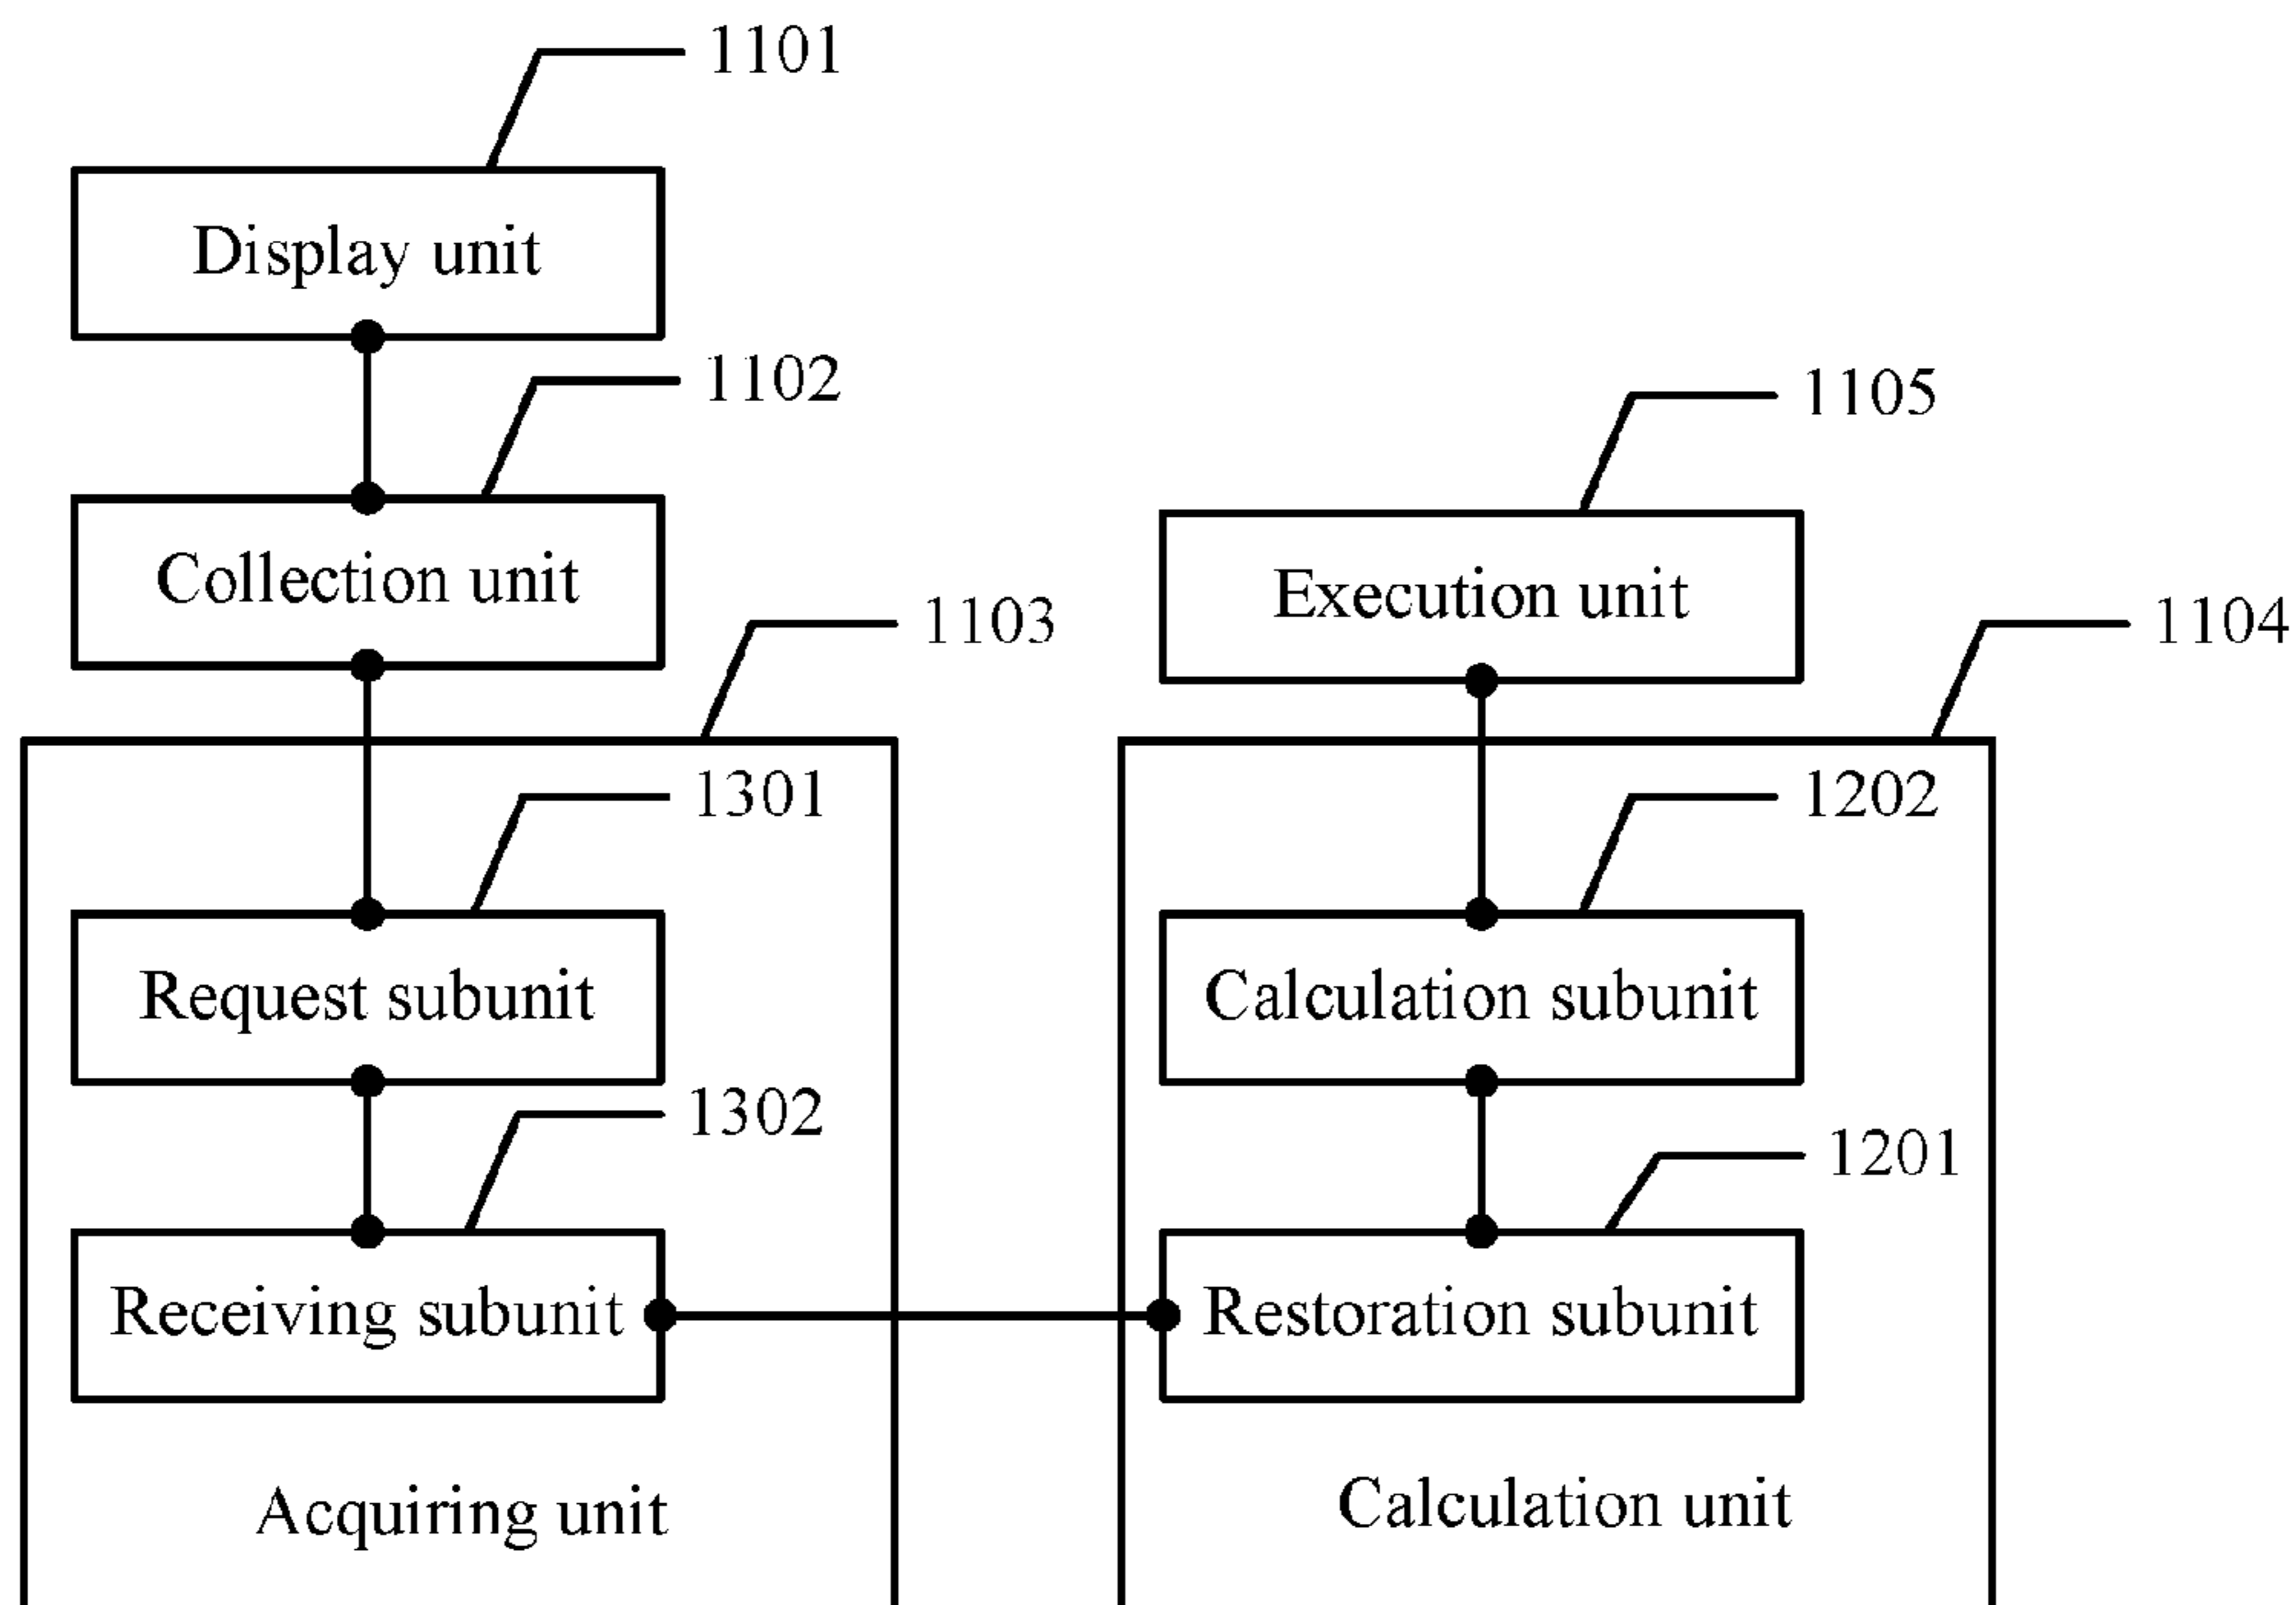 1101
Display unit
1102
Collection unit
1105
Execution unit
1103
1104
1301
Request subunit
1302
Receiving subunit
Acquiring unit
1202
Calculation subunit
1201
Restoration subunit
Calculation unit